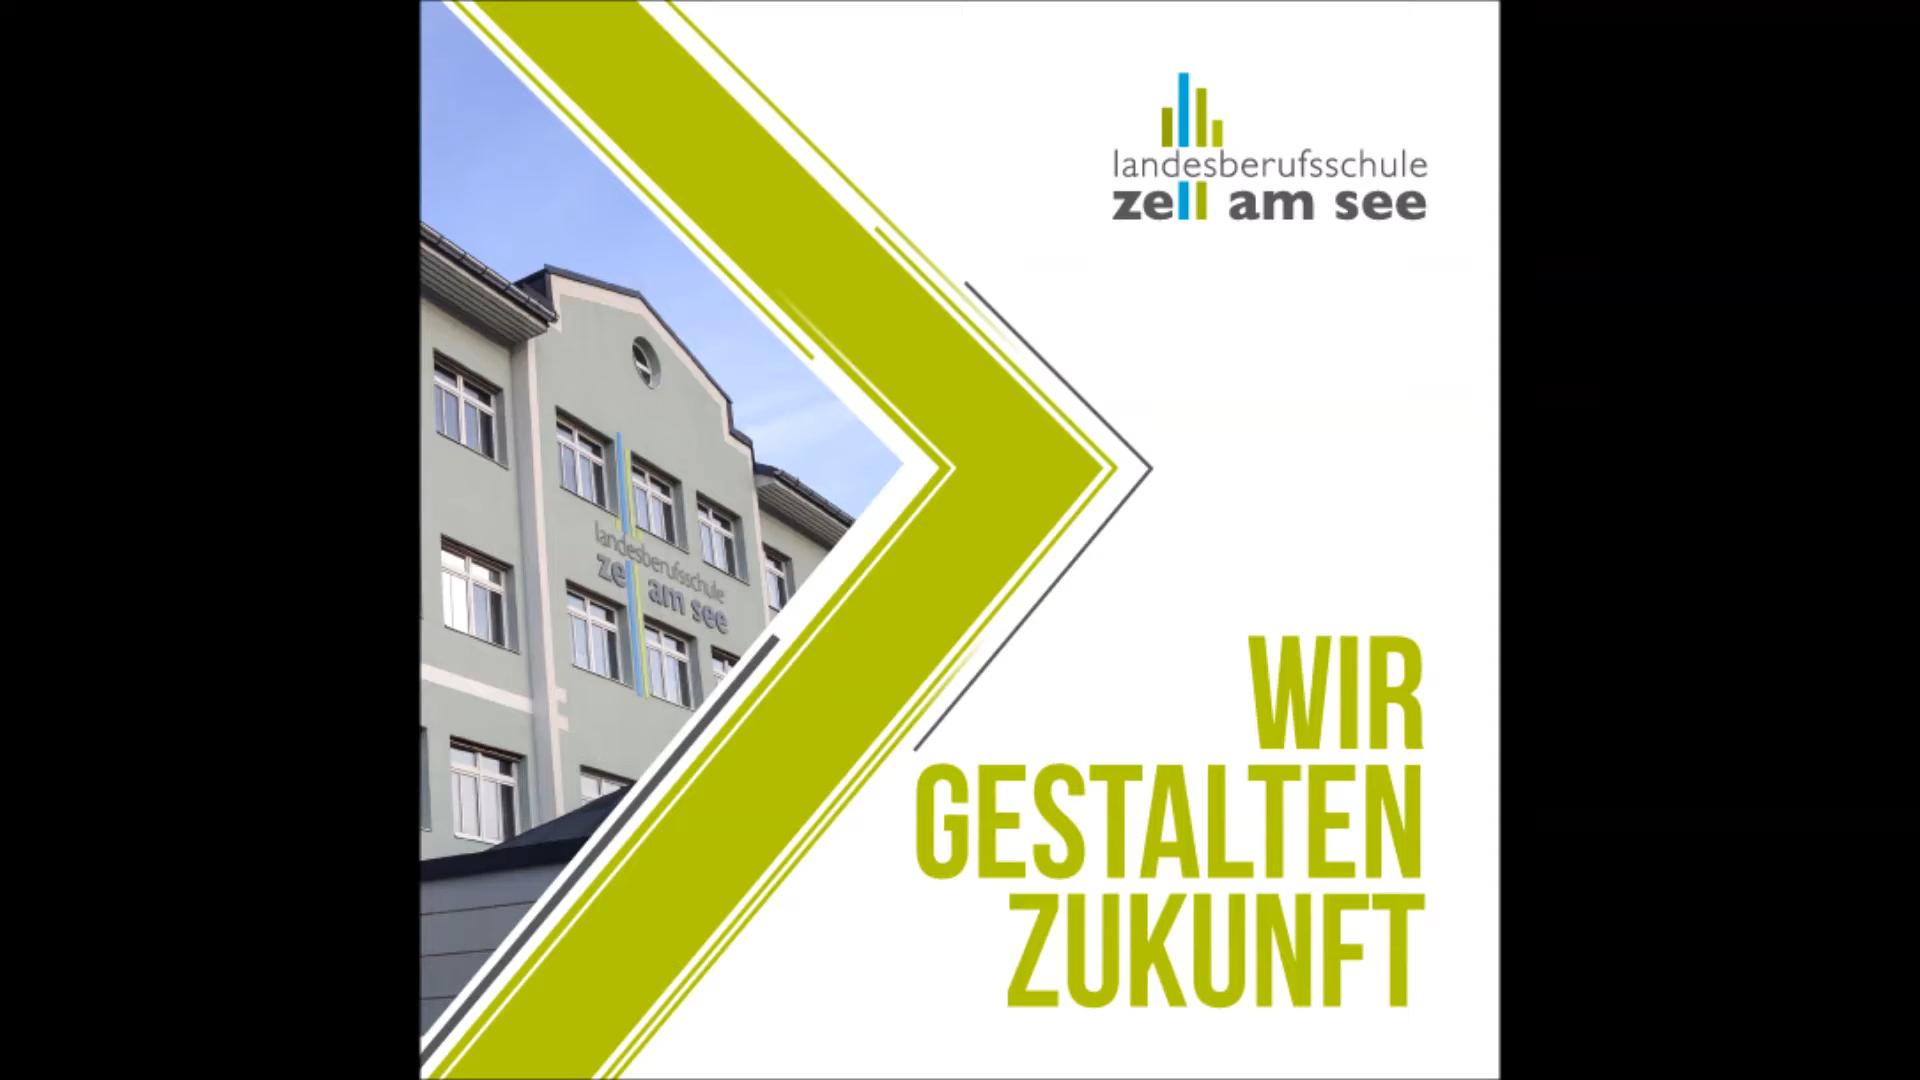 landesberufsschule
zell am see
landesberufsschule
zell am see
WIR
GESTALTEN
ZUKUNFT